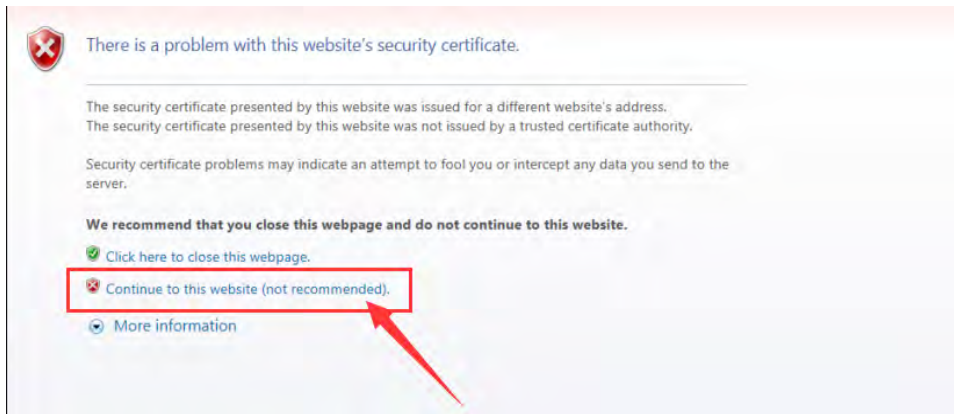 There is a problem with this website's security certificate.
The security certificate presented by this website was issued for a different website's address.
The security certificate presented by this website was not issued by a trusted certificate authority.
Security certificate problems may indicate an attempt to fool you or intercept any data you send to the
server.
We recommend that you close this webpage and do not continue to this website.
Click here to close this webpage.
Continue to this website (not recommended).
More information